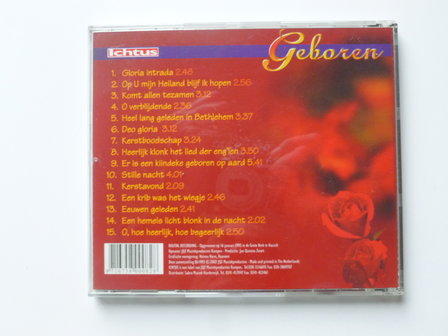 Ichtus
Geboren
1. Gloria intrada 2.48
2. Op U mijn Heiland blijf ik hopen 2.56
3. Komt allen tezamen 3.12
4. O verblijdende 2.36
5. Heel lang geleden in Bethlehem 3.37
6. Deo gloria 3.12
7. Kerstboodschap 3.24
8. Heerlijk klonk het lied der eng'len 3.30
9. Er is een kindeke geboren op aard 5.41
10. Stille nacht 4.01
11. Kerstavond 2.09
12. Een krib was het wiegje 2.46
13. Eeuwen geleden 2.41
14. Een hemels licht blonk in de nacht 2.02
15. O, hoe heerlijk, hoe begeerlijk 2.50